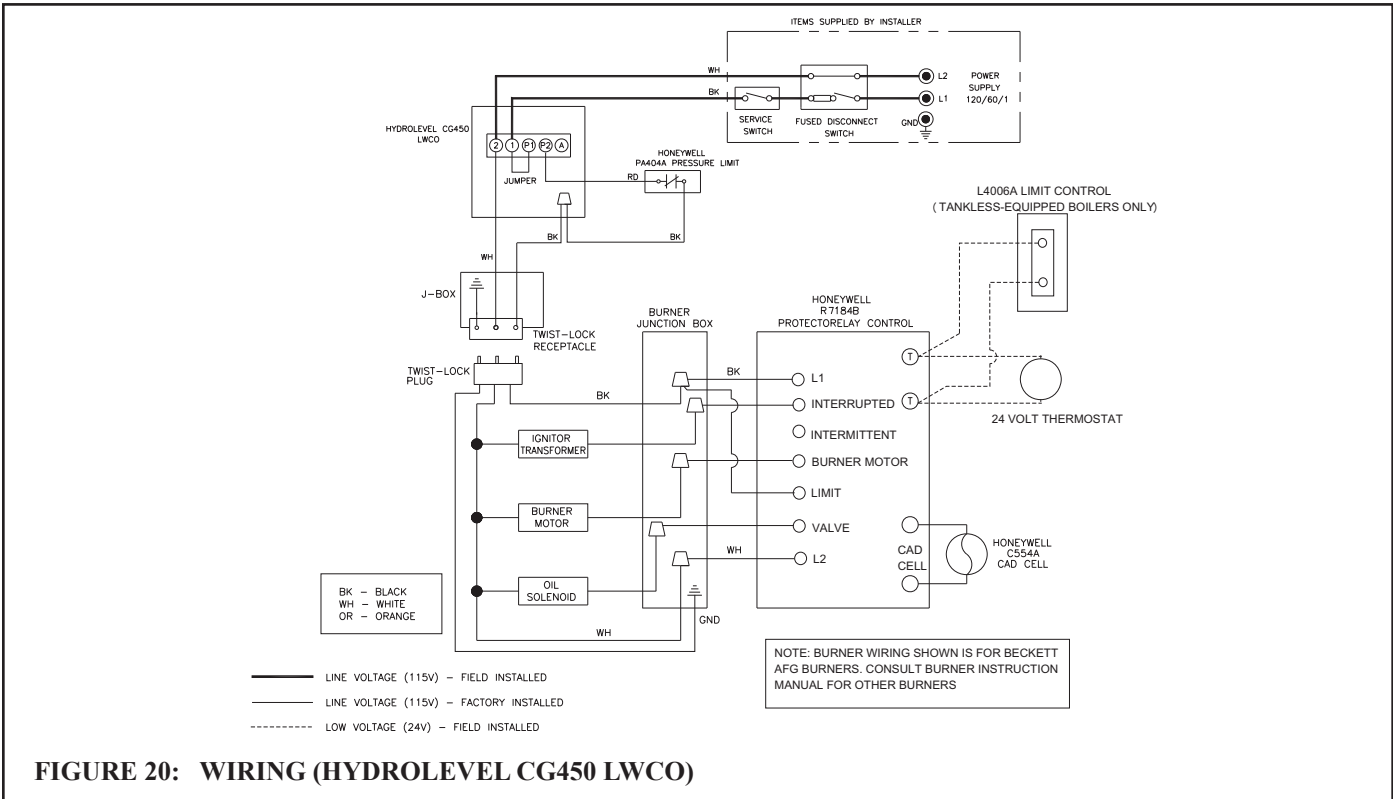 ITEMS SUPPLIED BY INSTALLER
WH
L2
POWER
SUPPLY
120/60/1
BK
L1
SERVICE
SWITCH
FUSED DISCONNECT
SWITCH
GND
HYDROLEVEL CG450
LWCO
2 1 P1 P2 A
JUMPER
HONEYWELL
PA404A PRESSURE LIMIT
RD
BK
BK
WH
L4006A LIMIT CONTROL
( TANKLESS-EQUIPPED BOILERS ONLY)
J-BOX
TWIST-LOCK
RECEPTACLE
TWIST-LOCK
PLUG
BURNER
JUNCTION BOX
HONEYWELL
R7184B
PROTECTORELAY CONTROL
T
T
24 VOLT THERMOSTAT
BK
BK
L1
INTERRUPTED
INTERMITTENT
BURNER MOTOR
LIMIT
VALVE
WH
L2
IGNITOR
TRANSFORMER
BURNER
MOTOR
OIL
SOLENOID
WH
GND
CAD
CELL
HONEYWELL
C554A
CAD CELL
BK – BLACK
WH – WHITE
OR – ORANGE
NOTE: BURNER WIRING SHOWN IS FOR BECKETT
AFG BURNERS. CONSULT BURNER INSTRUCTION
MANUAL FOR OTHER BURNERS
LINE VOLTAGE (115V) – FIELD INSTALLED
LINE VOLTAGE (115V) – FACTORY INSTALLED
LOW VOLTAGE (24V) – FIELD INSTALLED
FIGURE 20: WIRING (HYDROLEVEL CG450 LWCO)